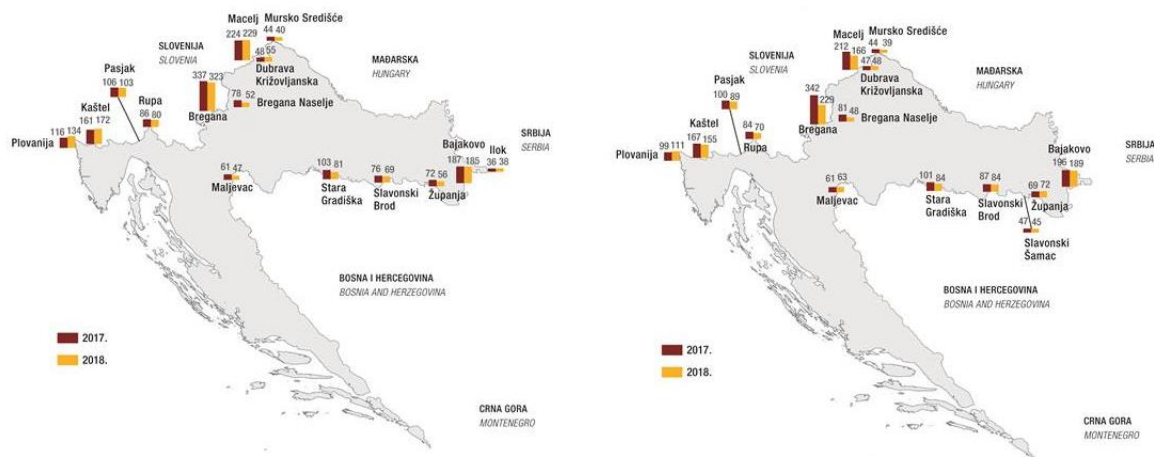 Macelj
224 229
Mursko Središće
44 40
SLOVENIJA
SLOVENIA
48 55
Dubrava
Križovljanska
MAĐARSKA
HUNGARY
Pasjak
106 103
337 323
Bregana
78 52
Bregana Naselje
Kaštel
161 172
Rupa
86 80
Plovanija
116 134
SRBIJA
SERBIA
Bajakovo
187 185
Ilok
36 38
61 47
Maljevac
103 81
Stara
Gradiška
76 69
Slavonski
Brod
72 56
Županja
BOSNA I HERCEGOVINA
BOSNIA AND HERZEGOVINA
2017.
2018.
CRNA GORA
MONTENEGRO
Macelj
212 166
Mursko Središće
44 39
SLOVENIJA
SLOVENIA
47 48
Dubrava
Križovljanska
MAĐARSKA
HUNGARY
Pasjak
100 89
342 229
Bregana
81 48
Bregana Naselje
Kaštel
167 155
84 70
Rupa
Plovanija
99 111
SRBIJA
SERBIA
Bajakovo
196 189
61 63
Maljevac
101 84
Stara
Gradiška
87 84
Slavonski
Brod
69 72
Županja
47 45
Slavonski
Šamac
BOSNA I HERCEGOVINA
BOSNIA AND HERZEGOVINA
2017.
2018.
CRNA GORA
MONTENEGRO